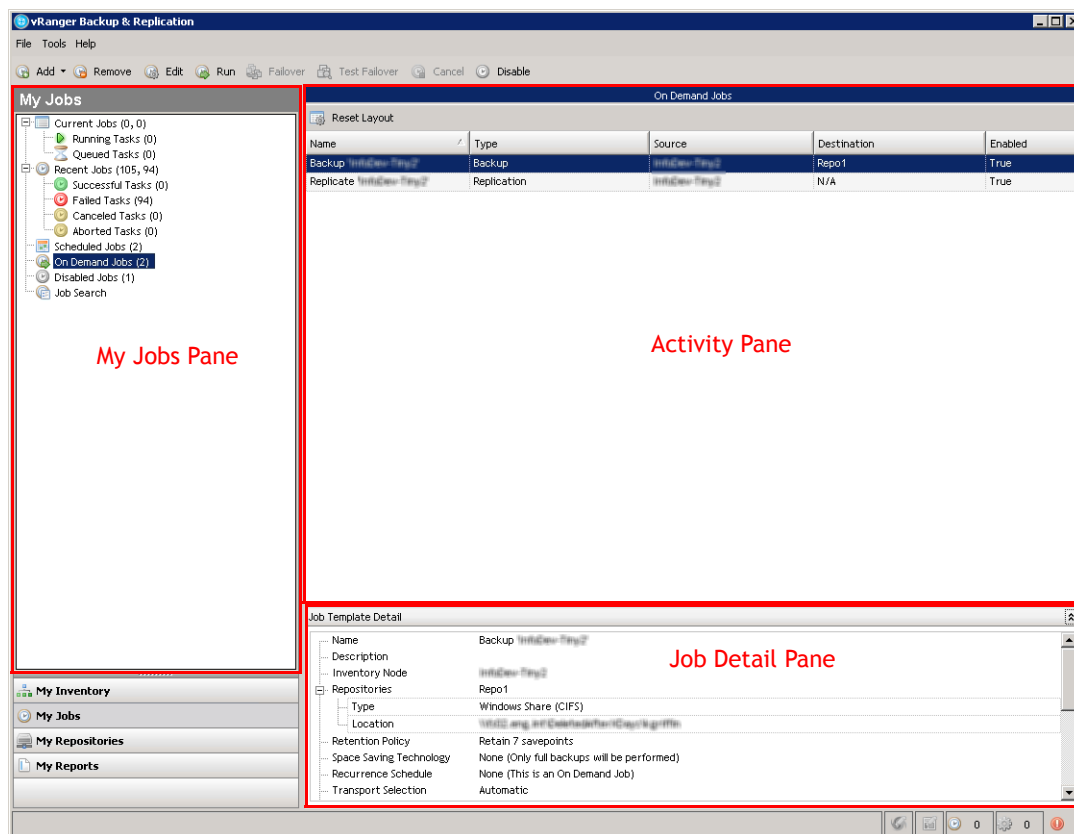 vRanger Backup & Replication
File Tools Help
Add Remove Edit Run Failover Test Failover Cancel Disable
My Jobs
Current Jobs (0, 0)
Running Tasks (0)
Queued Tasks (0)
Recent Jobs (105, 94)
Successful Tasks (0)
Failed Tasks (94)
Canceled Tasks (0)
Aborted Tasks (0)
Scheduled Jobs (2)
On Demand Jobs (2)
Disabled Jobs (1)
Job Search
My Jobs Pane
My Inventory
My Jobs
My Repositories
My Reports
On Demand Jobs
Reset Layout
Name Type Source Destination Enabled
Backup Backup Repo1 True
Replicate Replication N/A True
Activity Pane
Job Template Detail
Name Backup
Description
Inventory Node
Repositories Repo1
Type Windows Share (CIFS)
Location
Retention Policy Retain 7 savepoints
Space Saving Technology None (Only full backups will be performed)
Recurrence Schedule None (This is an On Demand Job)
Transport Selection Automatic
Job Detail Pane
0 0